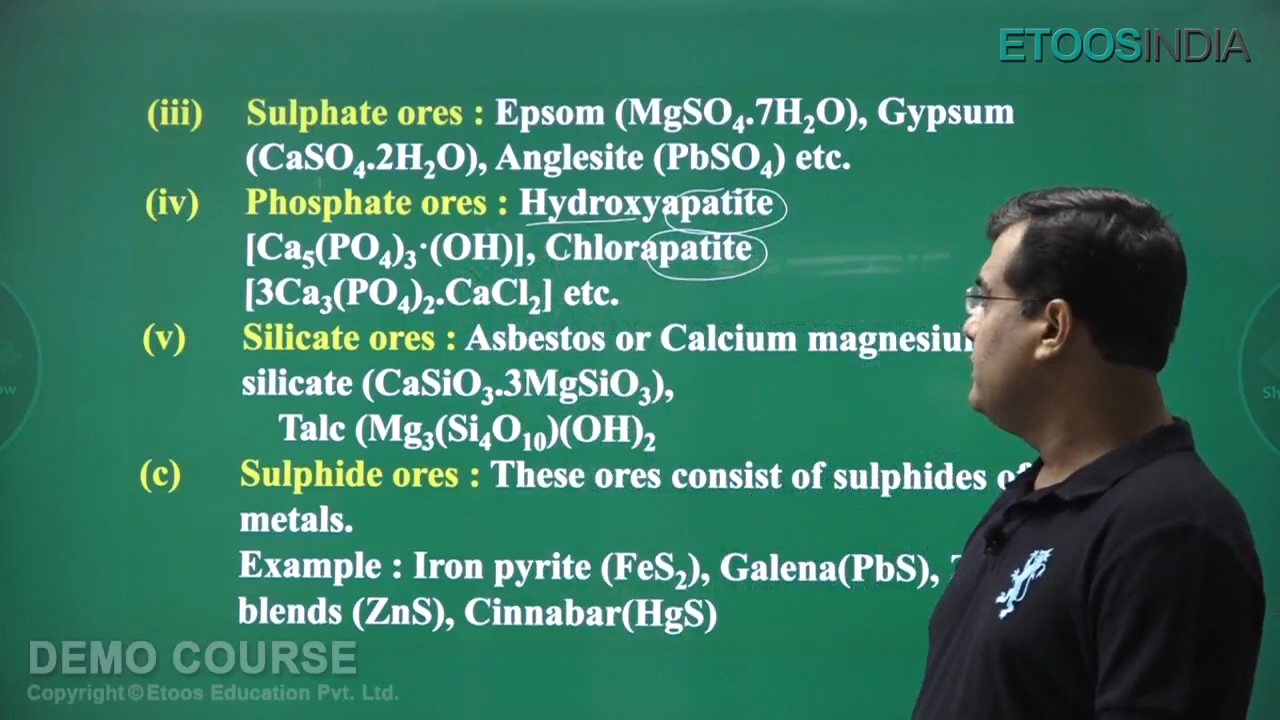 ETOOSINDIA
(iii) Sulphate ores : Epsom (MgSO₄.7H₂O), Gypsum
(CaSO₄.2H₂O), Anglesite (PbSO₄) etc.
(iv) Phosphate ores : Hydroxyapatite
[Ca₅(PO₄)₃·(OH)], Chlorapatite
[3Ca₃(PO₄)₂.CaCl₂] etc.
(v) Silicate ores : Asbestos or Calcium
silicate (CaSiO₃.3MgSiO₃),
Talc (Mg₃(Si₄O₁₀)(OH)₂
(c) Sulphide ores : These ores consist of sulphides
metals.
Example : Iron pyrite (FeS₂), Galena(PbS),
blends (ZnS), Cinnabar(HgS)
DEMO COURSE
Copyright©Etoos Education Pvt. Ltd.